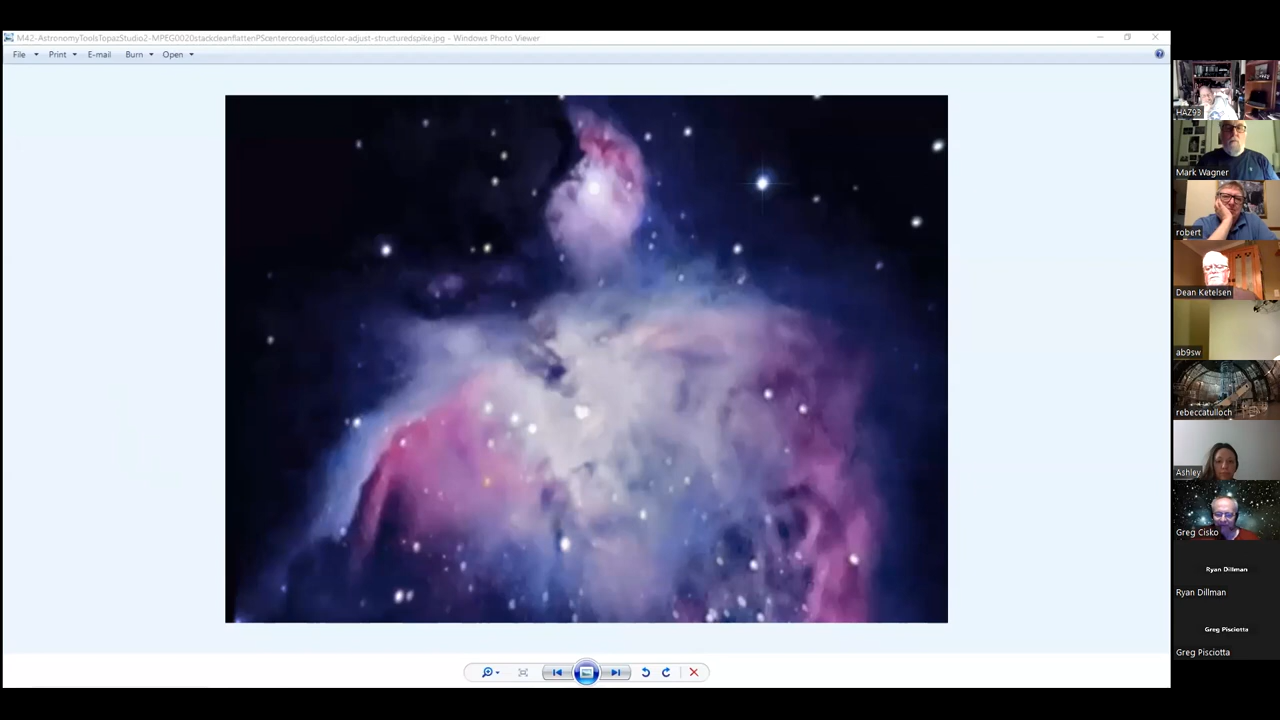 M42-AstronomyToolsTopazStudio2-MPEG0020stackcleanflattenPScentercoreadjustcolor-adjust-structuredspike.jpg - Windows Photo Viewer
File Print E-mail Burn Open
HAZ93
Mark Wagner
robert
Dean Ketelsen
ab9sw
rebeccatulloch
Ashley
Greg Cisko
Ryan Dillman
Ryan Dillman
Greg Pisciotta
Greg Pisciotta